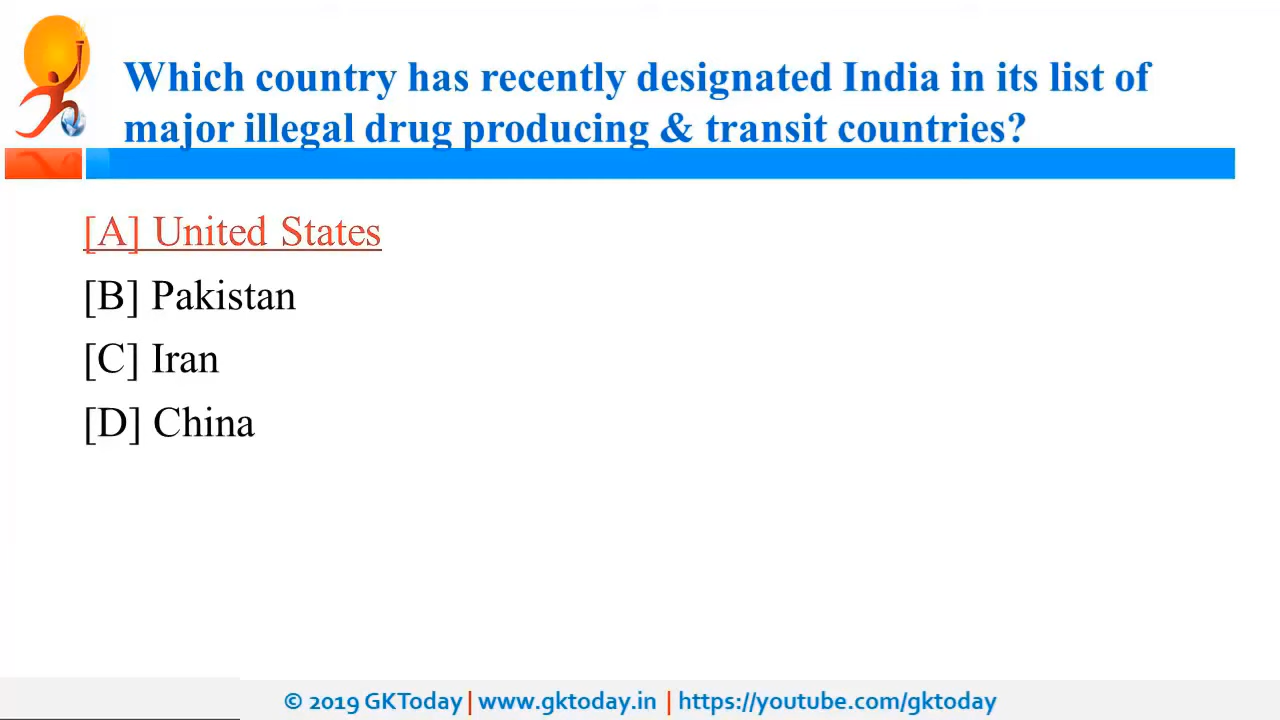 Which country has recently designated India in its list of
major illegal drug producing & transit countries?
[A] United States
[B] Pakistan
[C] Iran
[D] China
© 2019 GKToday | www.gktoday.in | https://youtube.com/gktoday